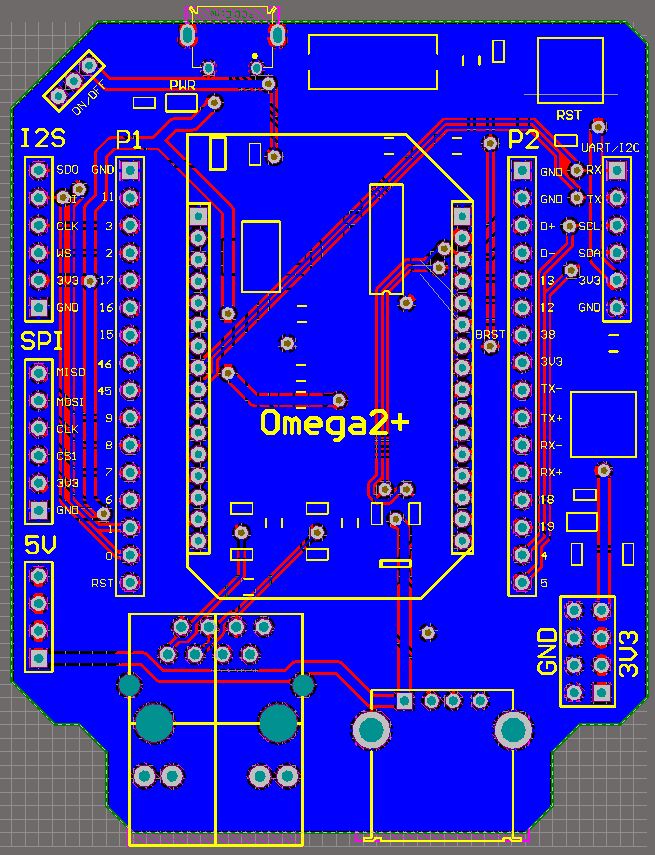 PWR
ON/OFF
RST
I2S
P1
P2
UART/I2C
SDO
CLK
WS
3V3
GND
SPI
MISO
MOSI
CLK
CS1
3V3
GND
5V
GND
11
3
2
17
16
15
46
45
9
8
7
6
1
0
RST
Omega2+
BRST
GND
GND
D+
D-
13
12
39
3V3
TX-
TX+
RX-
RX+
18
19
4
5
RX
TX
SCL
SDA
3V3
GND
GND
3V3